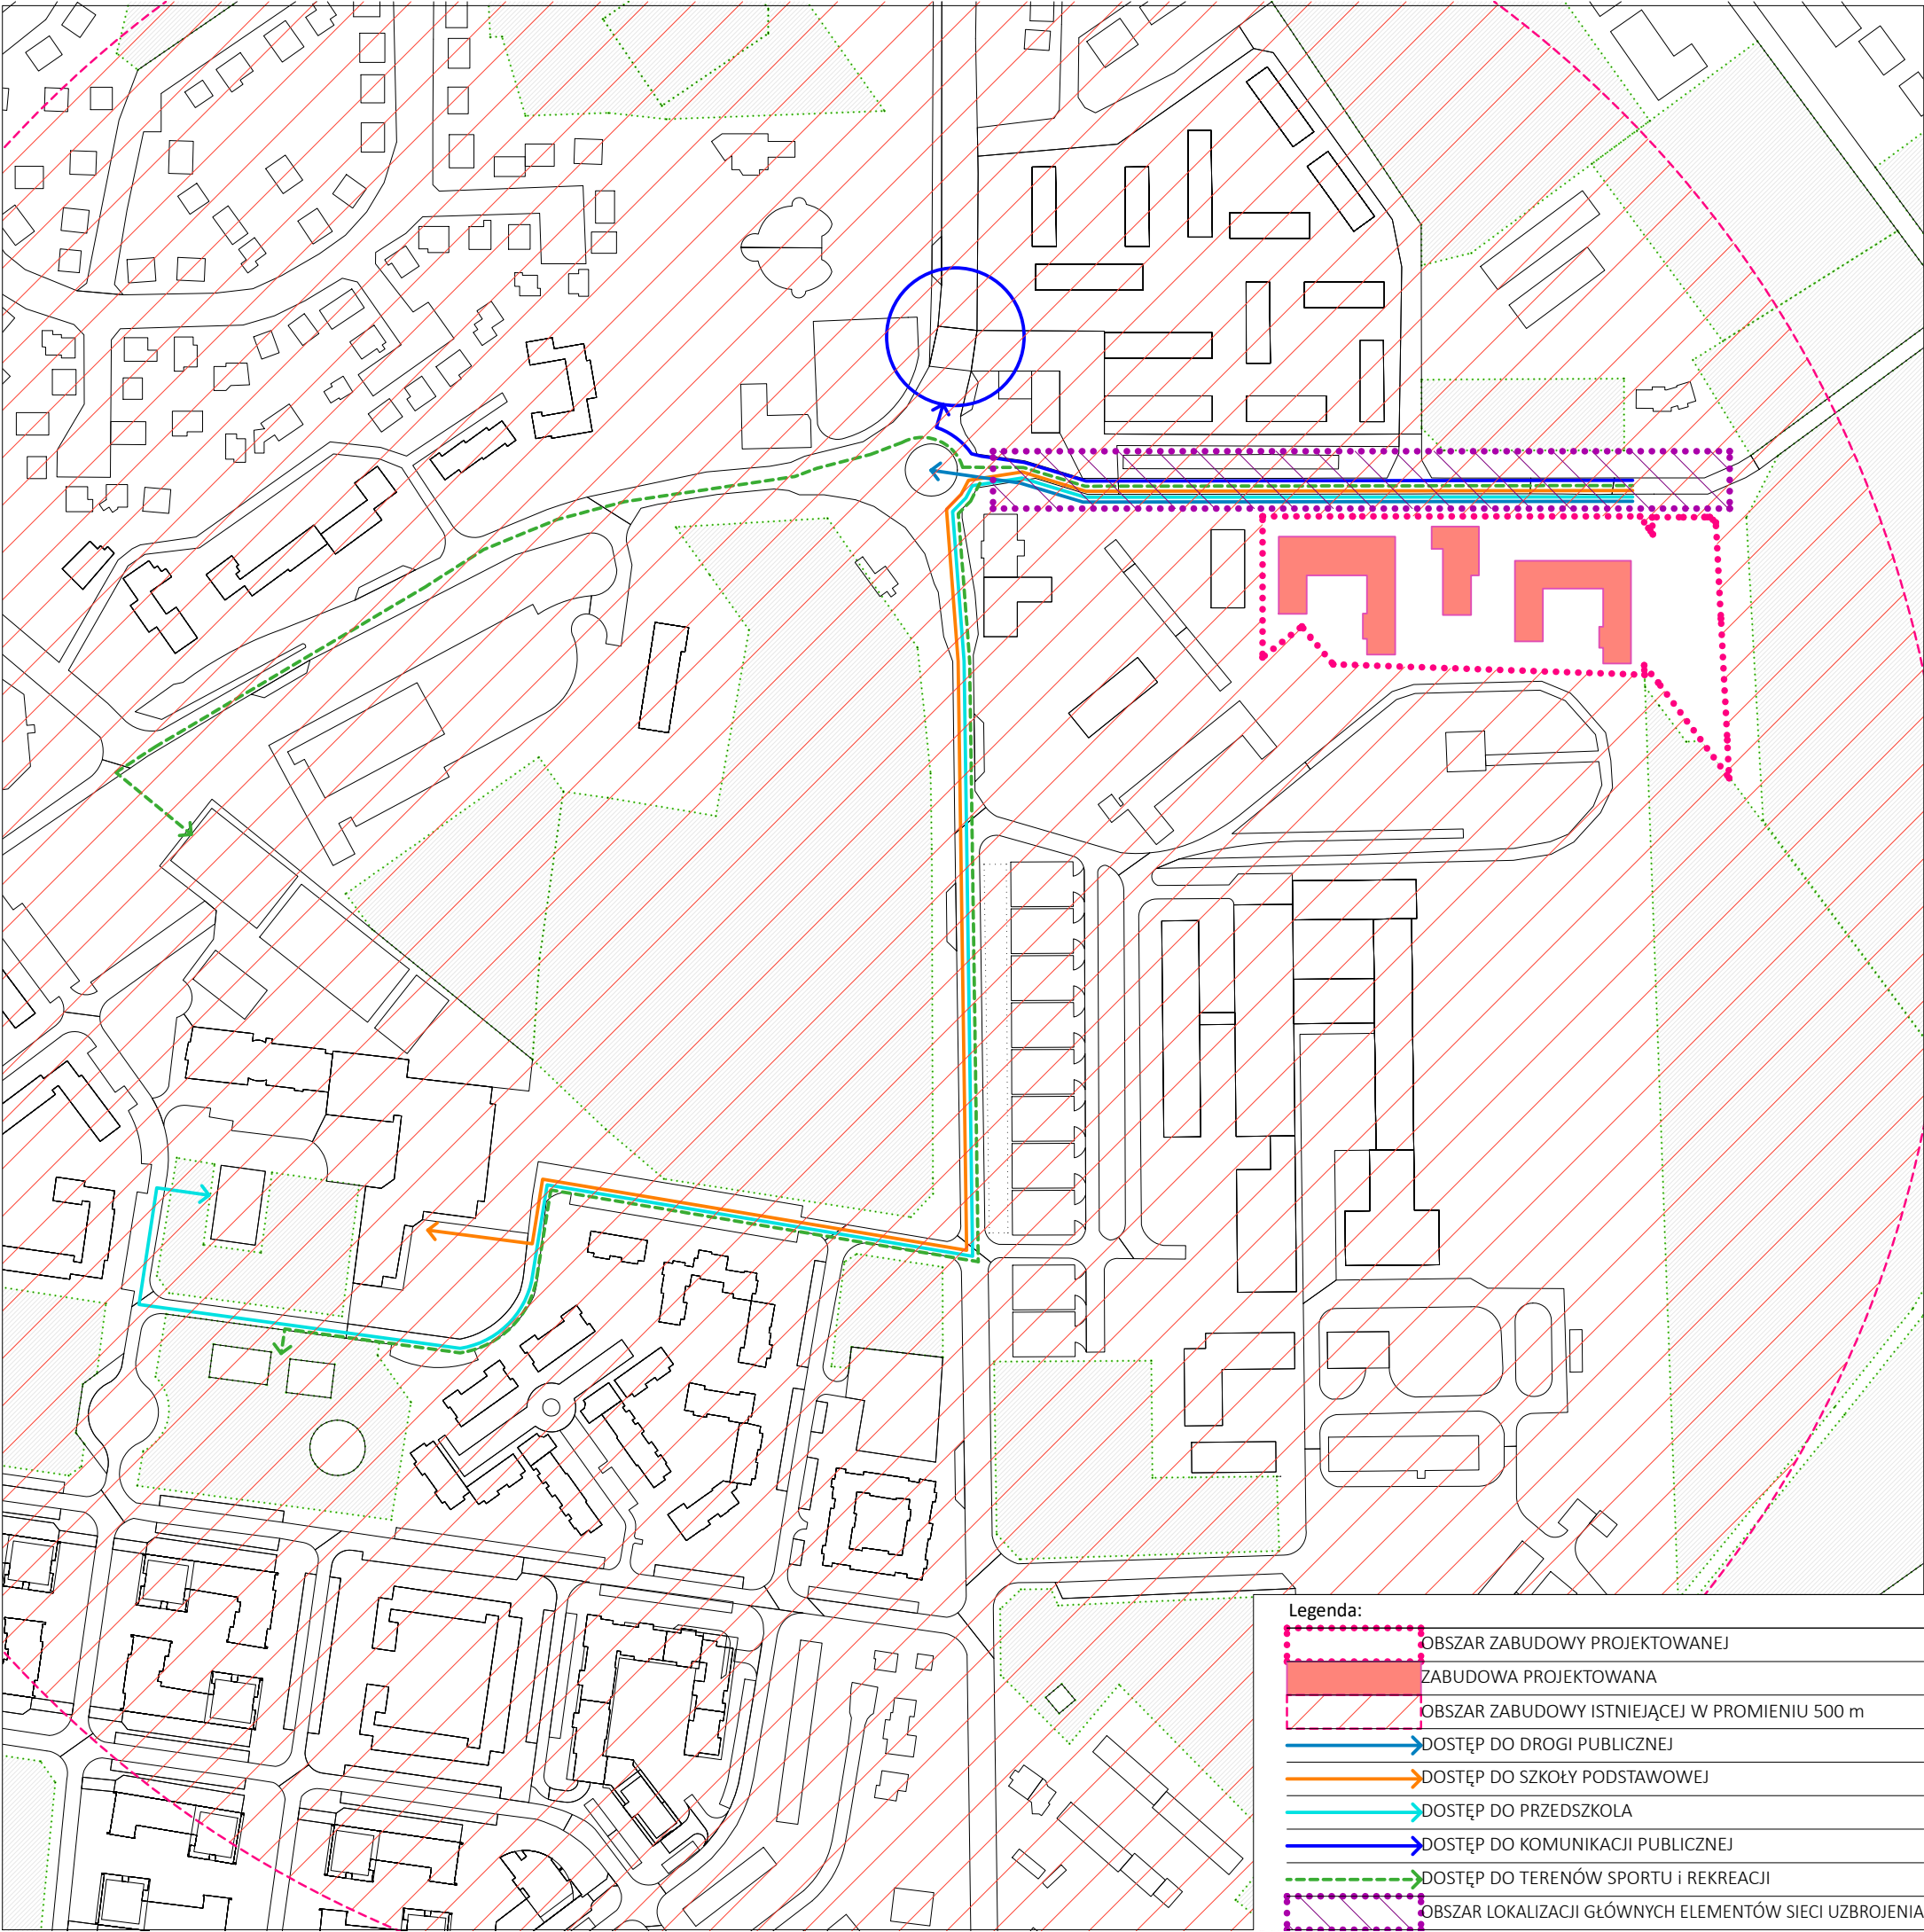 Legenda:
OBSZAR ZABUDOWY PROJEKTOWANEJ
ZABUDOWA PROJEKTOWANA
OBSZAR ZABUDOWY ISTNIEJĄCEJ W PROMIENIU 500 m
DOSTĘP DO DROGI PUBLICZNEJ
DOSTĘP DO SZKOŁY PODSTAWOWEJ
DOSTĘP DO PRZEDSZKOLA
DOSTĘP DO KOMUNIKACJI PUBLICZNEJ
DOSTĘP DO TERENÓW SPORTU i REKREACJI
OBSZAR LOKALIZACJI GŁÓWNYCH ELEMENTÓW SIECI UZBROJENIA